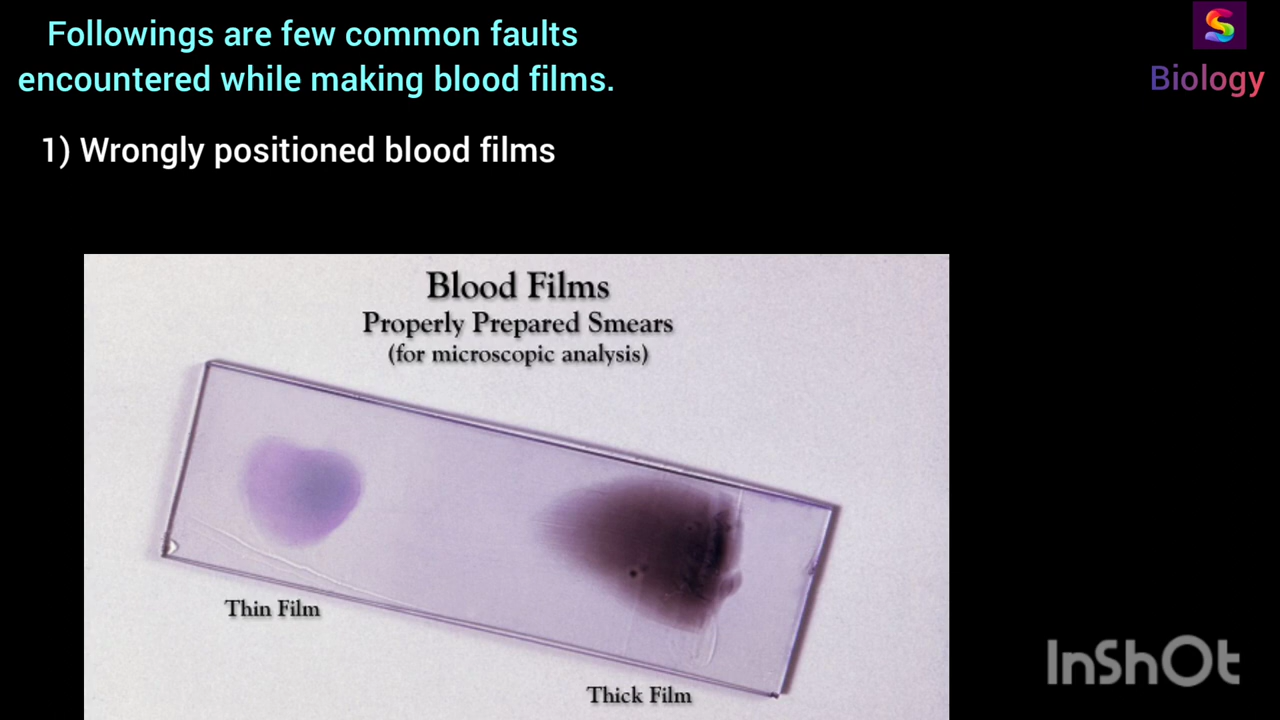 Followings are few common faults
encountered while making blood films.
Biology
1) Wrongly positioned blood films
Blood Films
Properly Prepared Smears
(for microscopic analysis)
Thin Film
Thick Film
InShOt